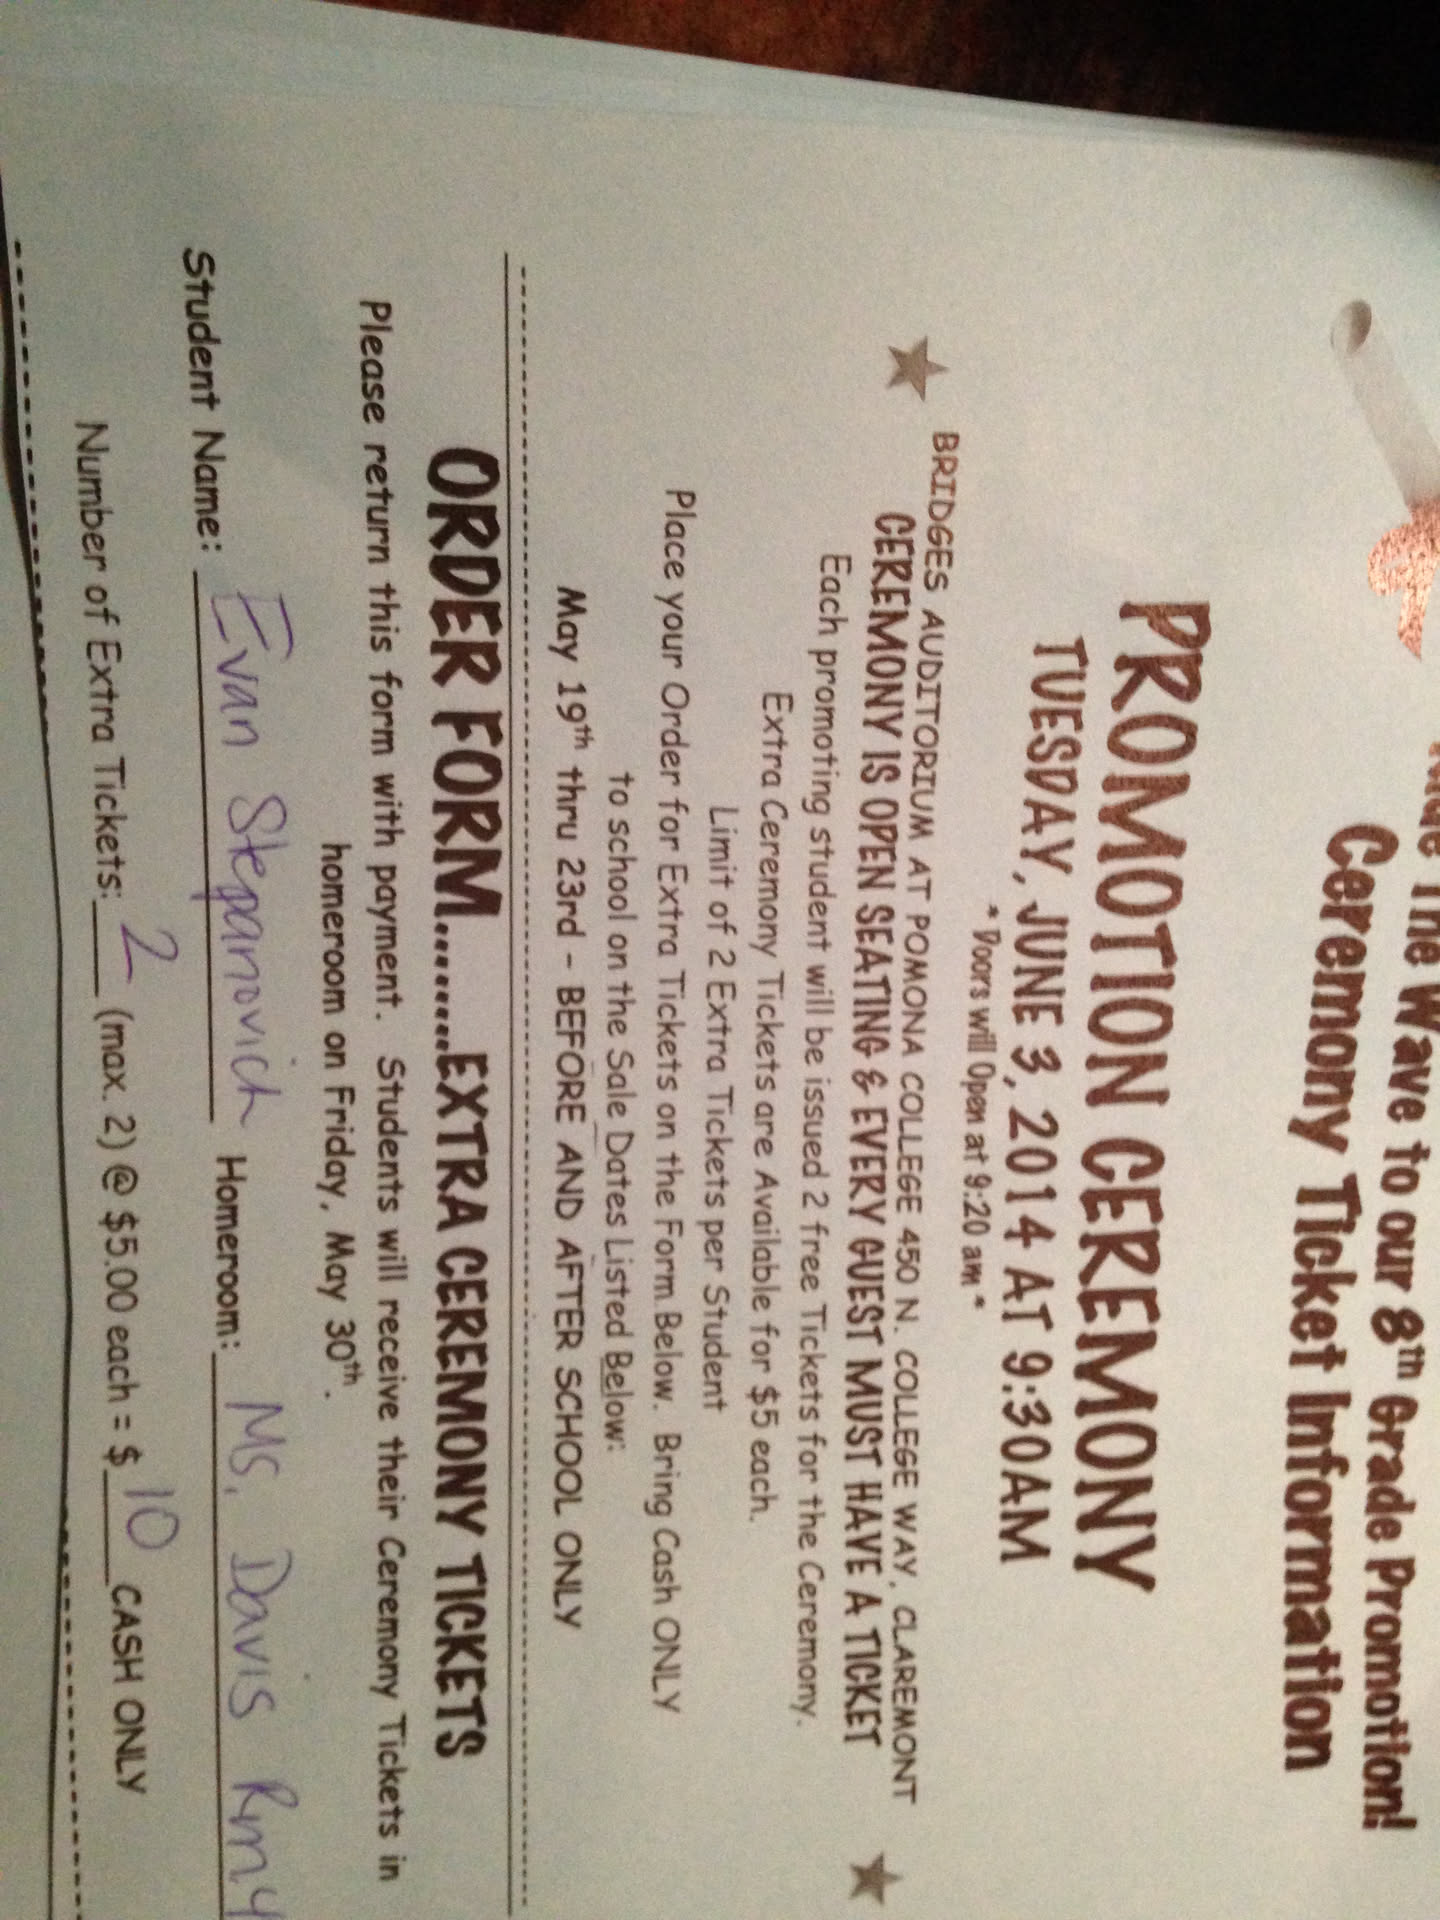 The Wave to our 8th Grade Promotion!
Ceremony Ticket Information
PROMOTION CEREMONY
TUESDAY, JUNE 3, 2014 AT 9:30AM
* Doors will Open at 9:20 am *
BRIDGES AUDITORIUM AT POMONA COLLEGE 450 N. COLLEGE WAY, CLAREMONT
CEREMONY IS OPEN SEATING & EVERY GUEST MUST HAVE A TICKET
Each promoting student will be issued 2 free Tickets for the Ceremony.
Extra Ceremony Tickets are Available for $5 each.
Limit of 2 Extra Tickets per Student
Place your Order for Extra Tickets on the Form Below. Bring Cash ONLY
to school on the Sale Dates Listed Below:
May 19th thru 23rd - BEFORE AND AFTER SCHOOL ONLY
ORDER FORM.......EXTRA CEREMONY TICKETS
Please return this form with payment. Students will receive their Ceremony Tickets in
homeroom on Friday, May 30th.
Student Name: Evan Stepanovich Homeroom: Ms. Davis Rm 4
Number of Extra Tickets: 2 (max. 2) @ $5.00 each = $ 10 CASH ONLY